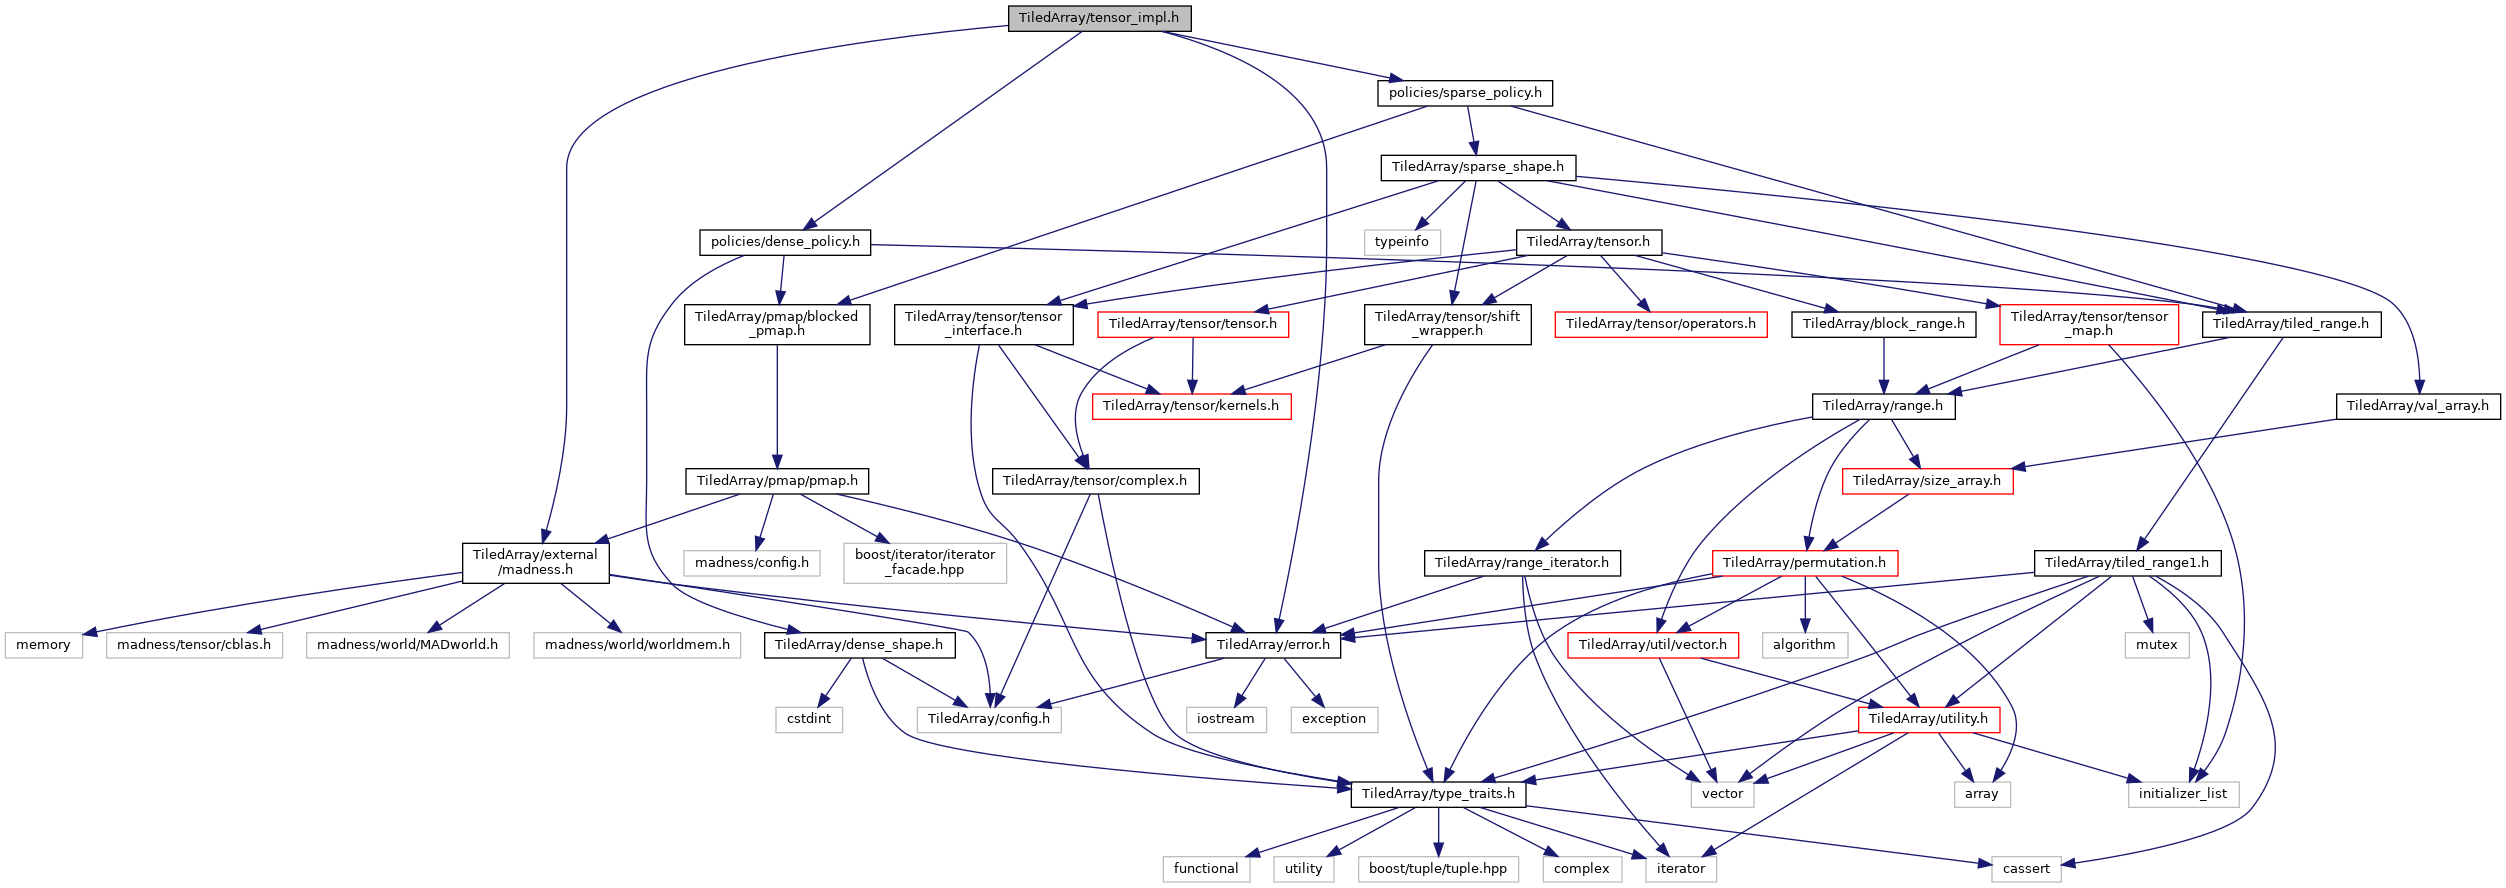 TiledArray/tensor_impl.h
policies/sparse_policy.h
TiledArray/sparse_shape.h
policies/dense_policy.h
typeinfo
TiledArray/tensor.h
TiledArray/pmap/blocked
_pmap.h
TiledArray/tensor/tensor
_interface.h
TiledArray/tensor/tensor.h
TiledArray/tensor/shift
_wrapper.h
TiledArray/tensor/operators.h
TiledArray/block_range.h
TiledArray/tensor/tensor
_map.h
TiledArray/tiled_range.h
TiledArray/tensor/kernels.h
TiledArray/range.h
TiledArray/val_array.h
TiledArray/pmap/pmap.h
TiledArray/tensor/complex.h
TiledArray/size_array.h
TiledArray/external
/madness.h
madness/config.h
boost/iterator/iterator
_facade.hpp
TiledArray/range_iterator.h
TiledArray/permutation.h
TiledArray/tiled_range1.h
memory
madness/tensor/cblas.h
madness/world/MADworld.h
madness/world/worldmem.h
TiledArray/dense_shape.h
TiledArray/error.h
TiledArray/util/vector.h
algorithm
mutex
cstdint
TiledArray/config.h
iostream
exception
TiledArray/utility.h
TiledArray/type_traits.h
vector
array
initializer_list
functional
utility
boost/tuple/tuple.hpp
complex
iterator
cassert